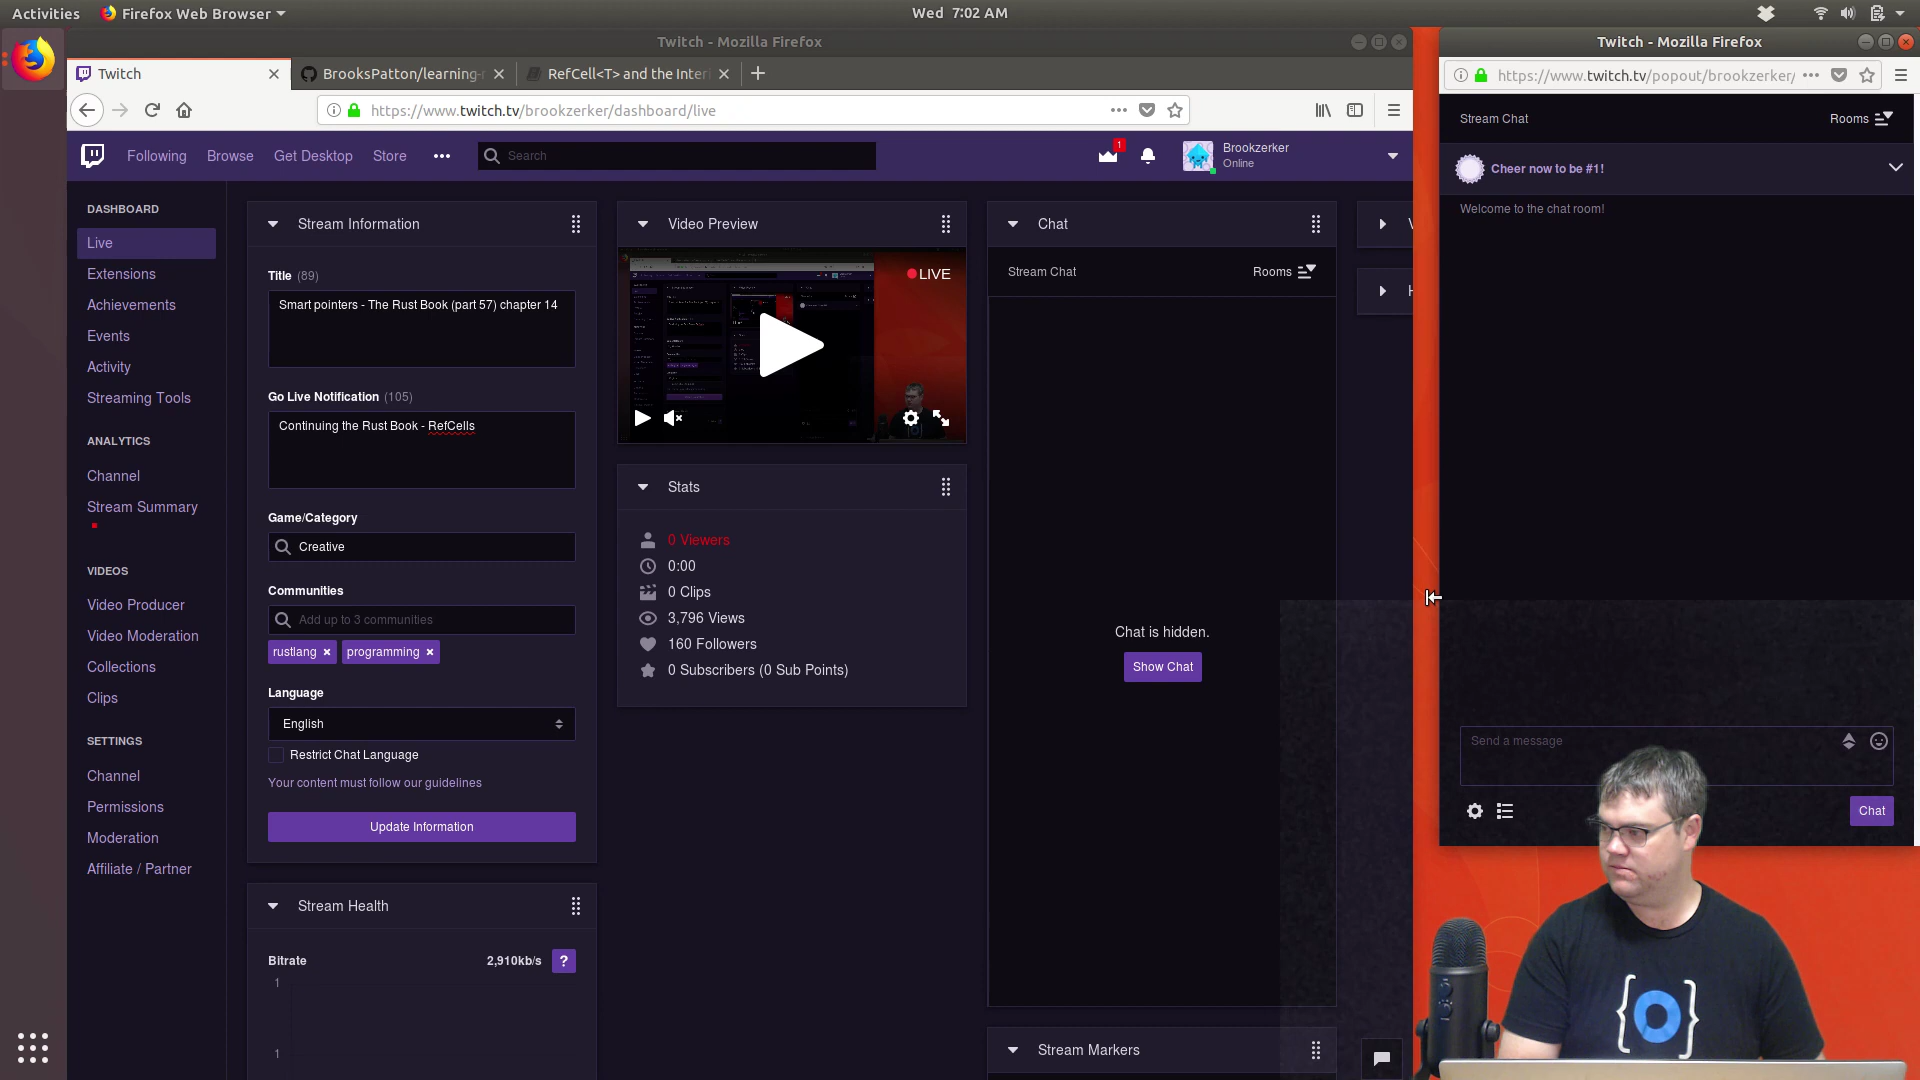 Activities
Firefox Web Browser
Wed 7:02 AM
Twitch - Mozilla Firefox
Twitch
BrooksPatton/learning-
RefCell<T> and the Interi
https://www.twitch.tv/brookzerker/dashboard/live
Following
Browse
Get Desktop
Store
Search
1
Brookzerker
Online
DASHBOARD
Live
Extensions
Achievements
Events
Activity
Streaming Tools
ANALYTICS
Channel
Stream Summary
VIDEOS
Video Producer
Video Moderation
Collections
Clips
SETTINGS
Channel
Permissions
Moderation
Affiliate / Partner
Stream Information
Title (89)
Smart pointers - The Rust Book (part 57) chapter 14
Go Live Notification (105)
Continuing the Rust Book - RefCells
Game/Category
Creative
Communities
Add up to 3 communities
rustlang ×
programming ×
Language
English
Restrict Chat Language
Your content must follow our guidelines
Update Information
Stream Health
Bitrate
2,910kb/s
?
1
1
Video Preview
LIVE
Stats
0 Viewers
0:00
0 Clips
3,796 Views
160 Followers
0 Subscribers (0 Sub Points)
Chat
Stream Chat
Rooms
Chat is hidden.
Show Chat
Stream Markers
Twitch - Mozilla Firefox
https://www.twitch.tv/popout/brookzerker/
Stream Chat
Rooms
Cheer now to be #1!
Welcome to the chat room!
Send a message
Chat